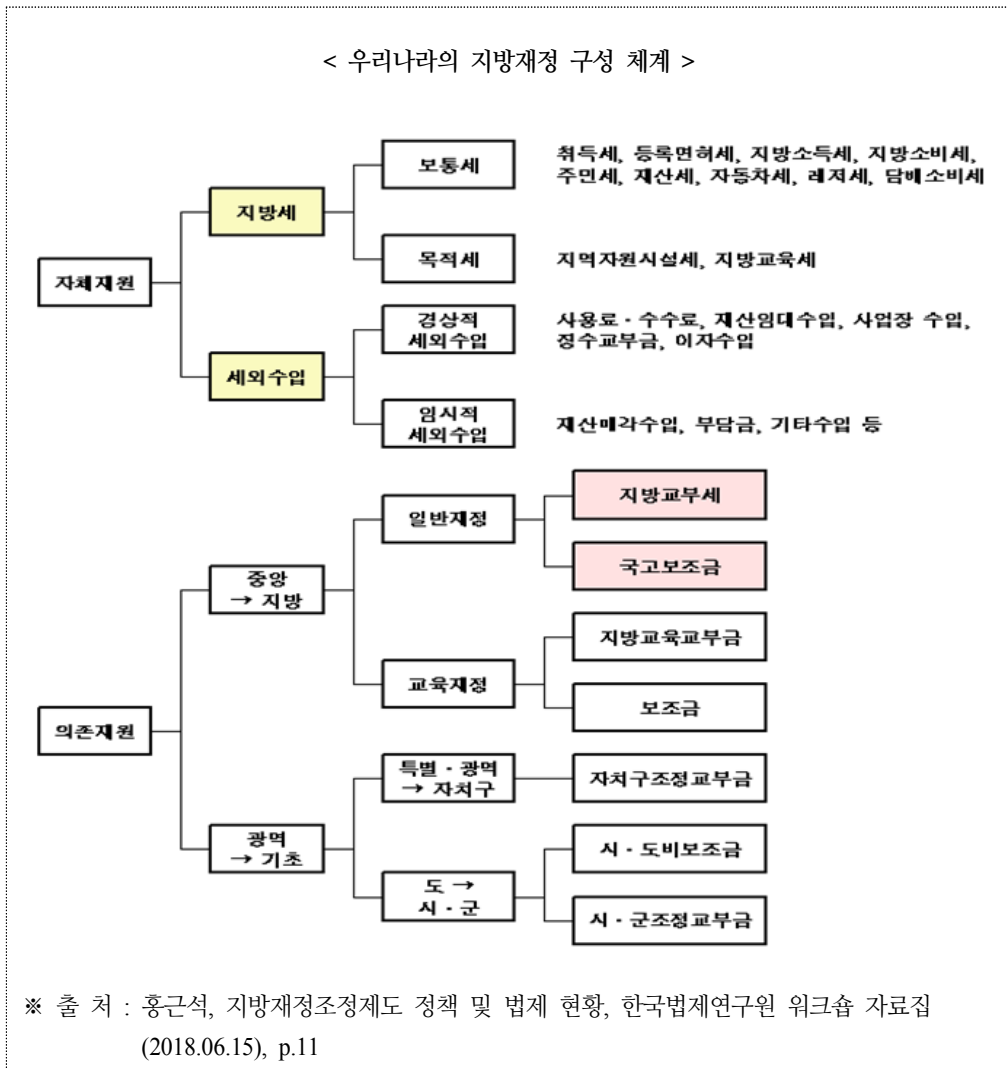 < 우리나라의 지방재정 구성 체계 >
자체재원
지방세
보통세
취득세, 등록면허세, 지방소득세, 지방소비세,
주민세, 재산세, 자동차세, 레저세, 담배소비세
목적세
지역자원시설세, 지방교육세
세외수입
경상적
세외수입
사용료·수수료, 재산임대수입, 사업장 수입,
징수교부금, 이자수입
임시적
세외수입
재산매각수입, 부담금, 기타수입 등
의존재원
중앙
→ 지방
일반재정
지방교부세
국고보조금
교육재정
지방교육교부금
보조금
광역
→ 기초
특별·광역
→ 자치구
자치구조정교부금
도 →
시·군
시·도비보조금
시·군조정교부금
※ 출 처 : 홍근석, 지방재정조정제도 정책 및 법제 현황, 한국법제연구원 워크숍 자료집
(2018.06.15), p.11